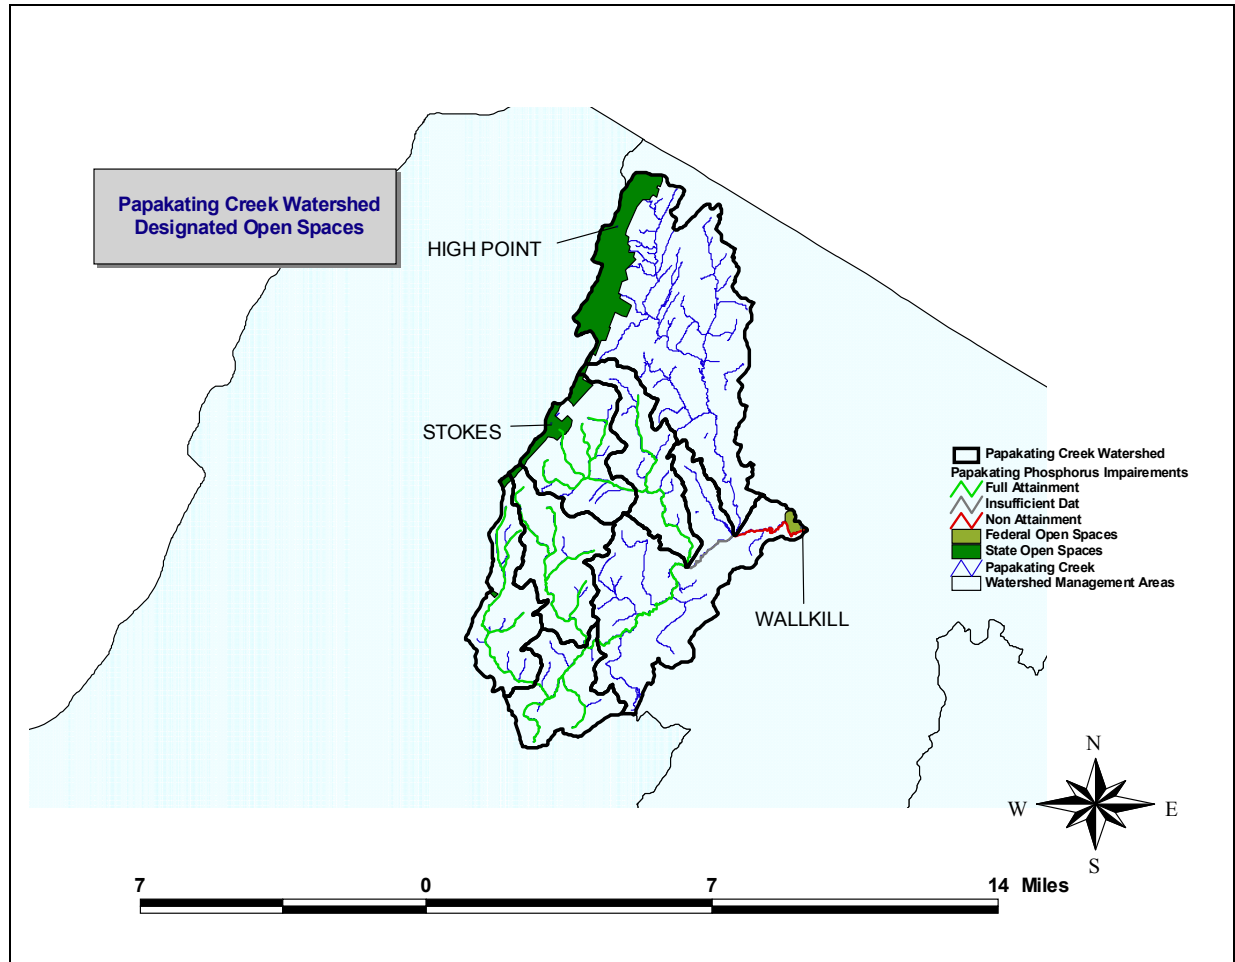 Papakating Creek Watershed
Designated Open Spaces
HIGH POINT
STOKES
WALLKILL
Papakating Creek Watershed
Papakating Phosphorus Impairements
Full Attainment
Insufficient Dat
Non Attainment
Federal Open Spaces
State Open Spaces
Papakating Creek
Watershed Management Areas
N
W E
S
7 0 7 14 Miles